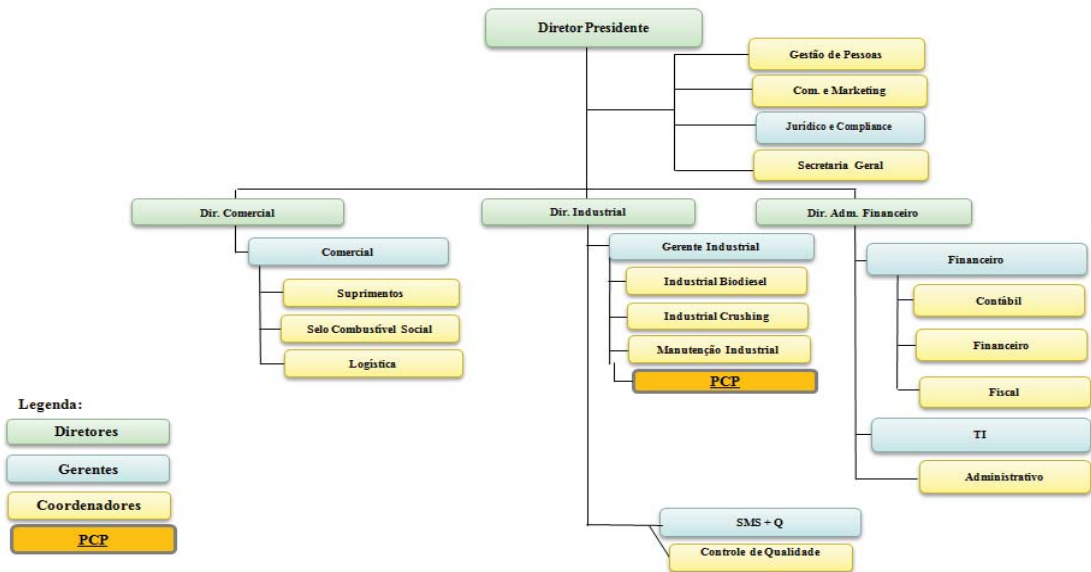 Diretor Presidente
Gestão de Pessoas
Com. e Marketing
Jurídico e Compliance
Secretaria Geral
Dir. Comercial
Dir. Industrial
Dir. Adm. Financeiro
Comercial
Suprimentos
Selo Combustível Social
Logística
Gerente Industrial
Industrial Biodiesel
Industrial Crushing
Manutenção Industrial
PCP
Financeiro
Contábil
Financeiro
Fiscal
TI
Administrativo
SMS + Q
Controle de Qualidade
Legenda:
Diretores
Gerentes
Coordenadores
PCP